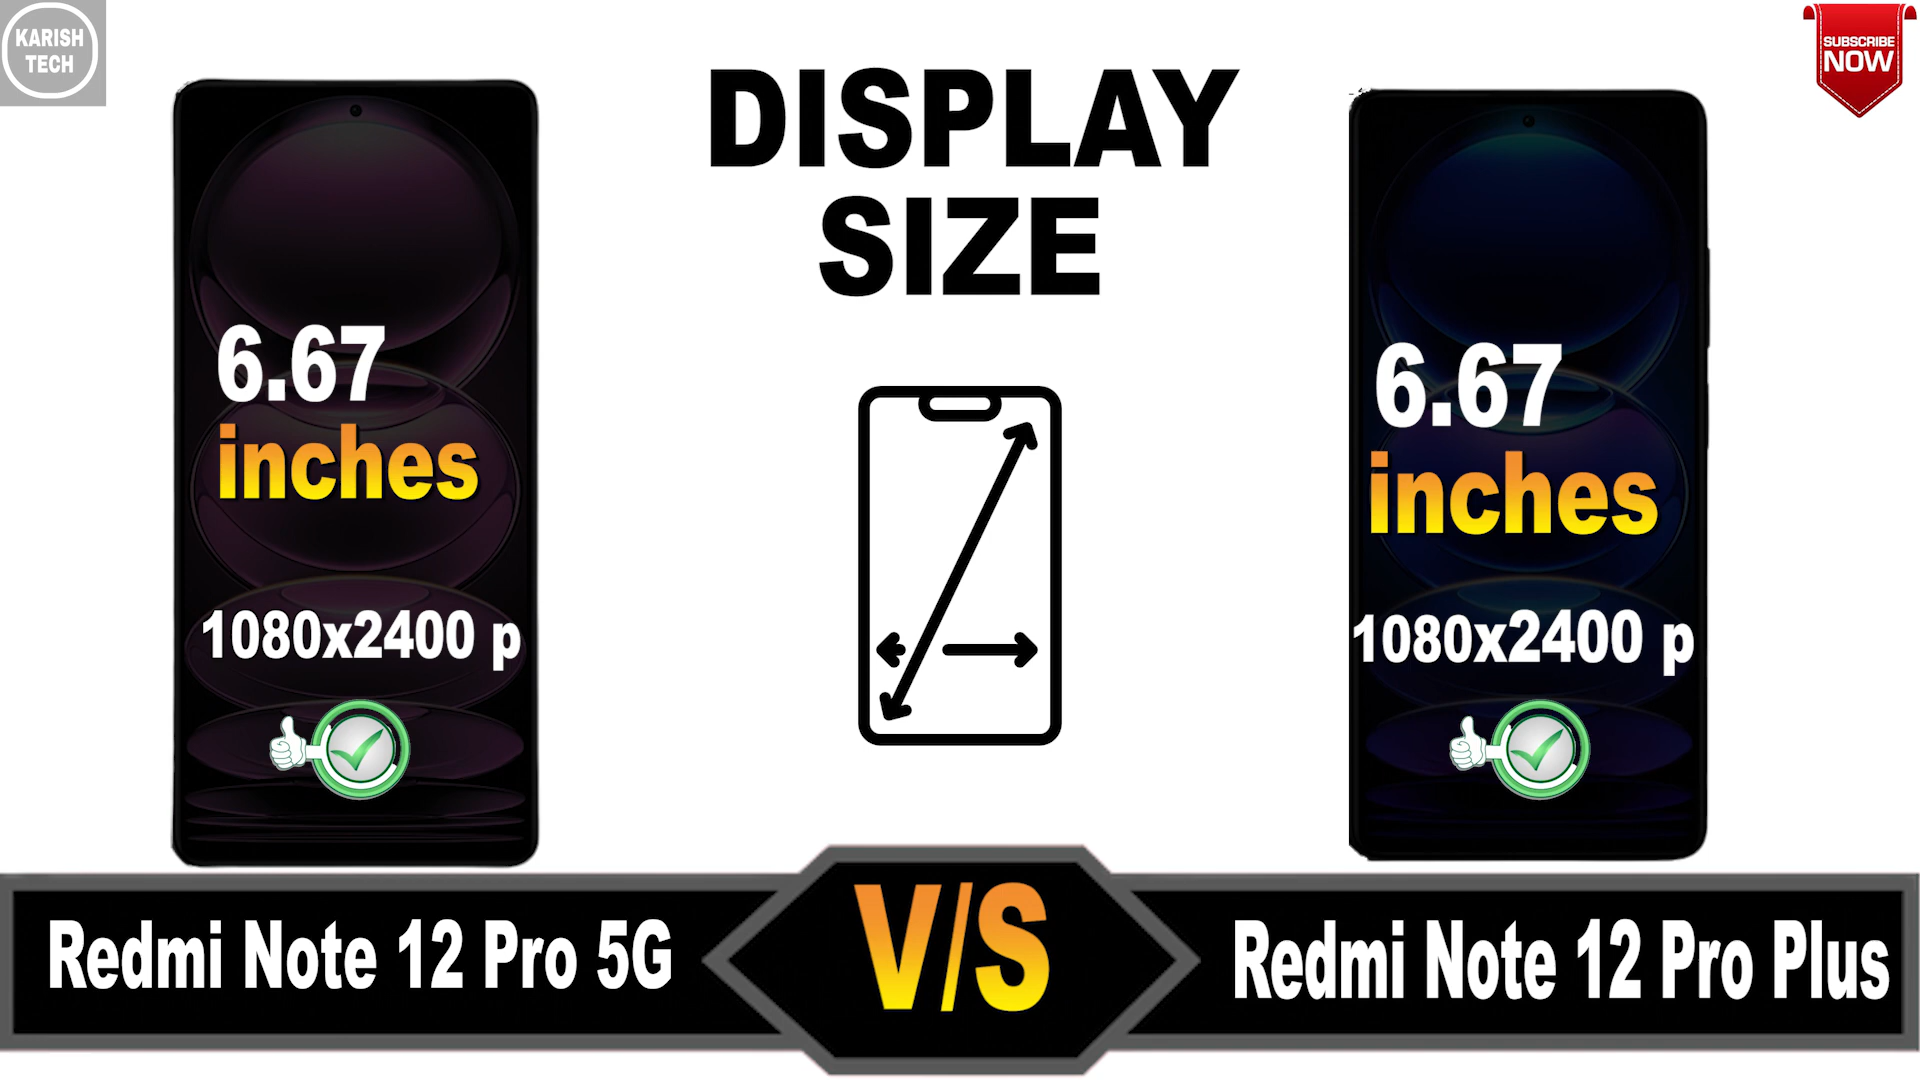 KARISH
TECH
SUBSCRIBE
NOW
DISPLAY
SIZE
6.67
inches
1080x2400 p
6.67
inches
1080x2400 p
Redmi Note 12 Pro 5G
V/S
Redmi Note 12 Pro Plus